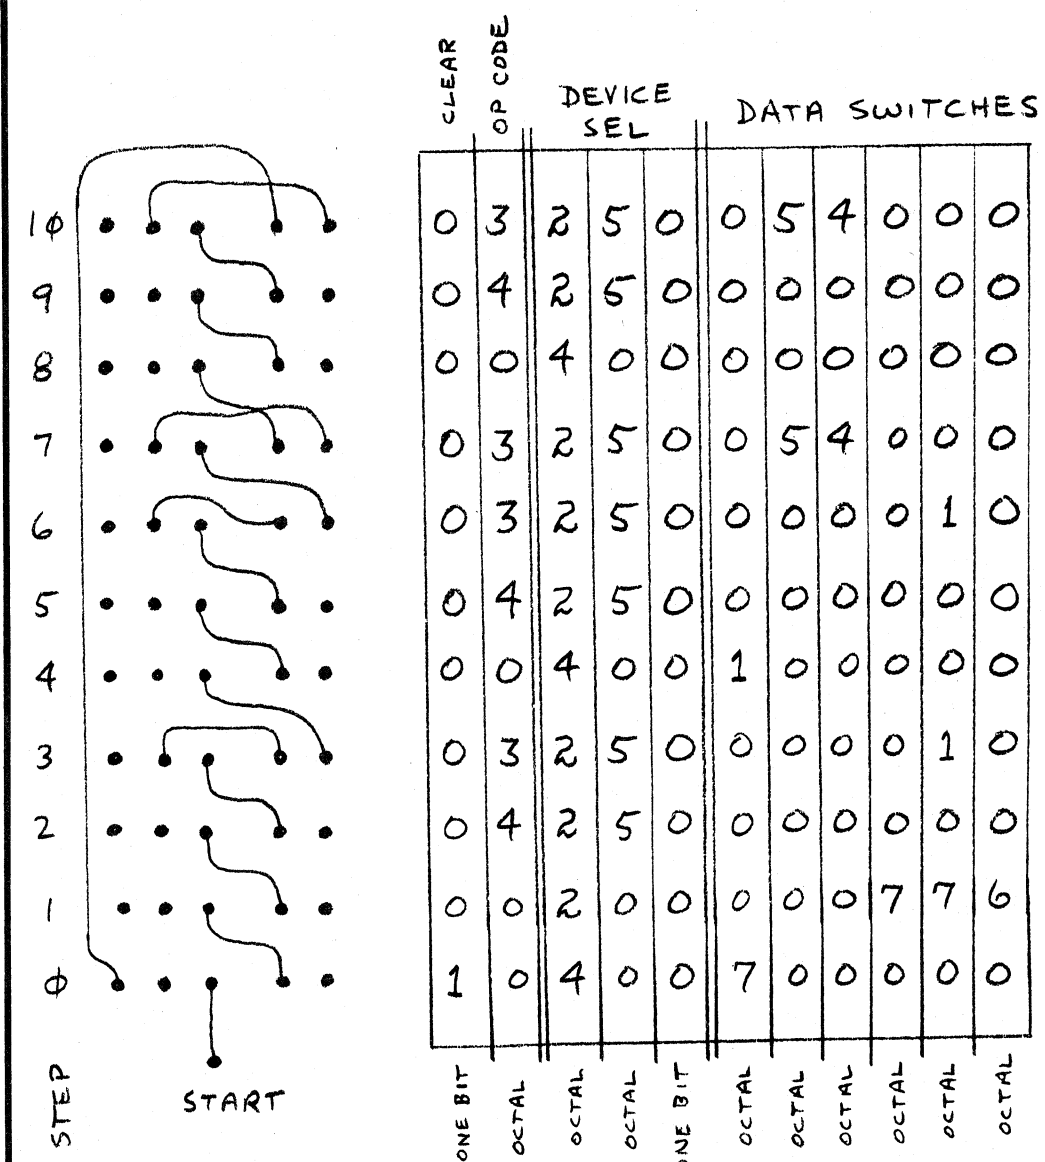 CLEAR
OP CODE
DEVICE
SEL
DATA SWITCHES
1ϕ 0 3 2 5 0 0 5 4 0 0 0
9 0 4 2 5 0 0 0 0 0 0 0
8 0 0 4 0 0 0 0 0 0 0 0
7 0 3 2 5 0 0 5 4 0 0 0
6 0 3 2 5 0 0 0 0 0 1 0
5 0 4 2 5 0 0 0 0 0 0 0
4 0 0 4 0 0 1 0 0 0 0 0
3 0 3 2 5 0 0 0 0 0 1 0
2 0 4 2 5 0 0 0 0 0 0 0
1 0 0 2 0 0 0 0 0 7 7 6
ϕ 1 0 4 0 0 7 0 0 0 0 0
STEP
START
ONE BIT
OCTAL
OCTAL
OCTAL
ONE BIT
OCTAL
OCTAL
OCTAL
OCTAL
OCTAL
OCTAL